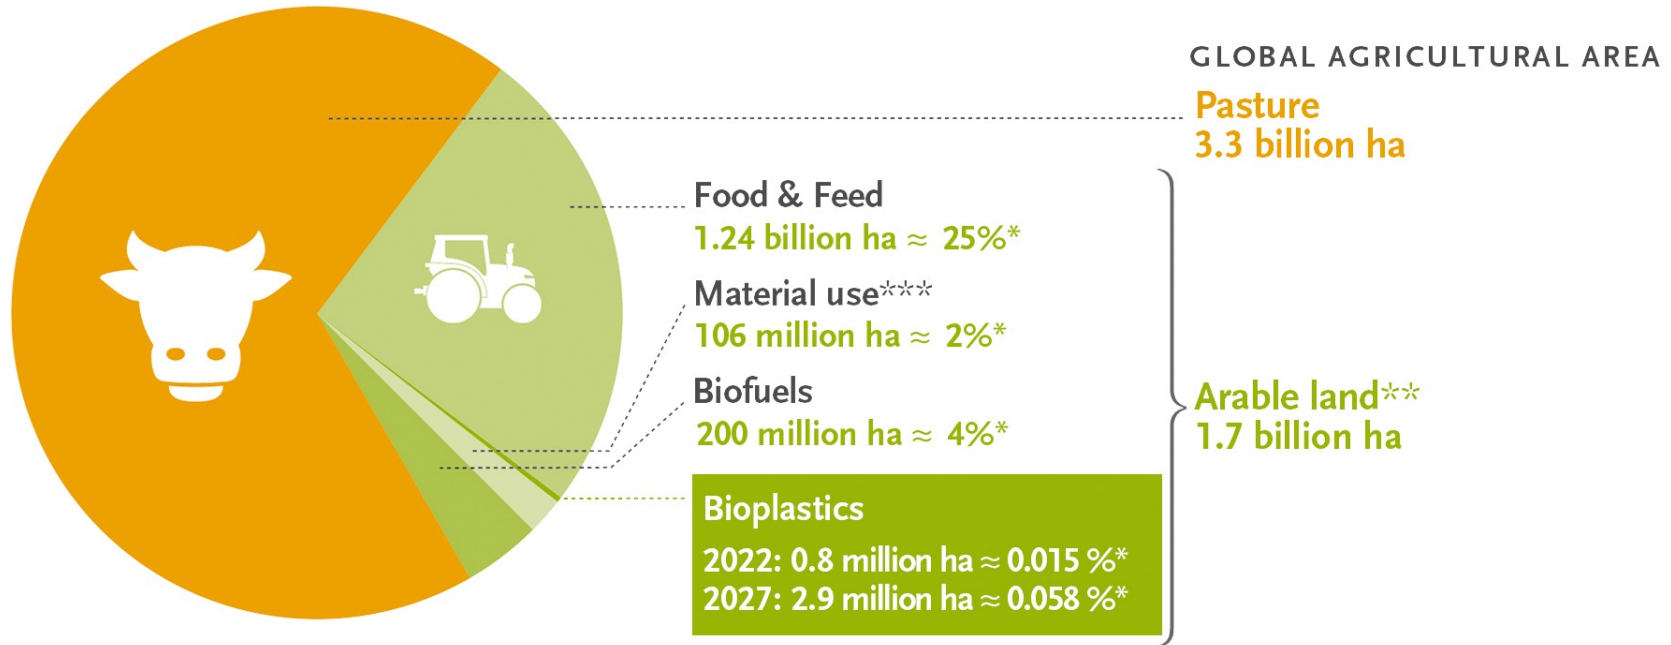 GLOBAL AGRICULTURAL AREA
Pasture
3.3 billion ha
Food & Feed
1.24 billion ha ≈ 25%*
Material use***
106 million ha ≈ 2%*
Biofuels
200 million ha ≈ 4%*
Bioplastics
2022: 0.8 million ha ≈ 0.015 %*
2027: 2.9 million ha ≈ 0.058 %*
Arable land**
1.7 billion ha